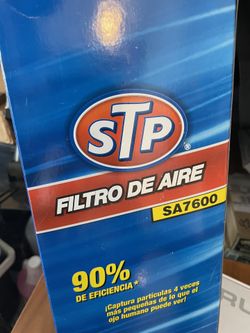 STP
®
FILTRO DE AIRE
SA7600
90%
DE EFICIENCIA*
¡Captura partículas 4 veces
más pequeñas de lo que el
ojo humano puede ver!